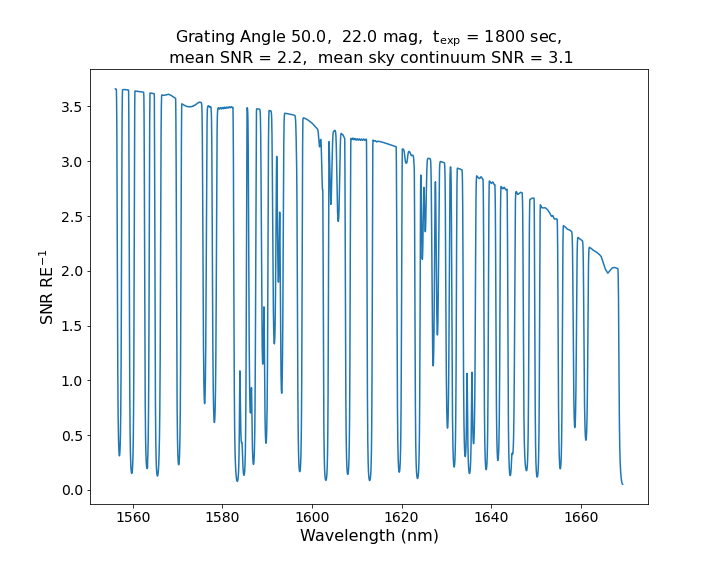 Grating Angle 50.0,  22.0 mag,  t_exp = 1800 sec,
mean SNR = 2.2,  mean sky continuum SNR = 3.1
3.5
3.0
2.5
2.0
1.5
1.0
0.5
0.0
SNR RE⁻¹
1560 1580 1600 1620 1640 1660
Wavelength (nm)